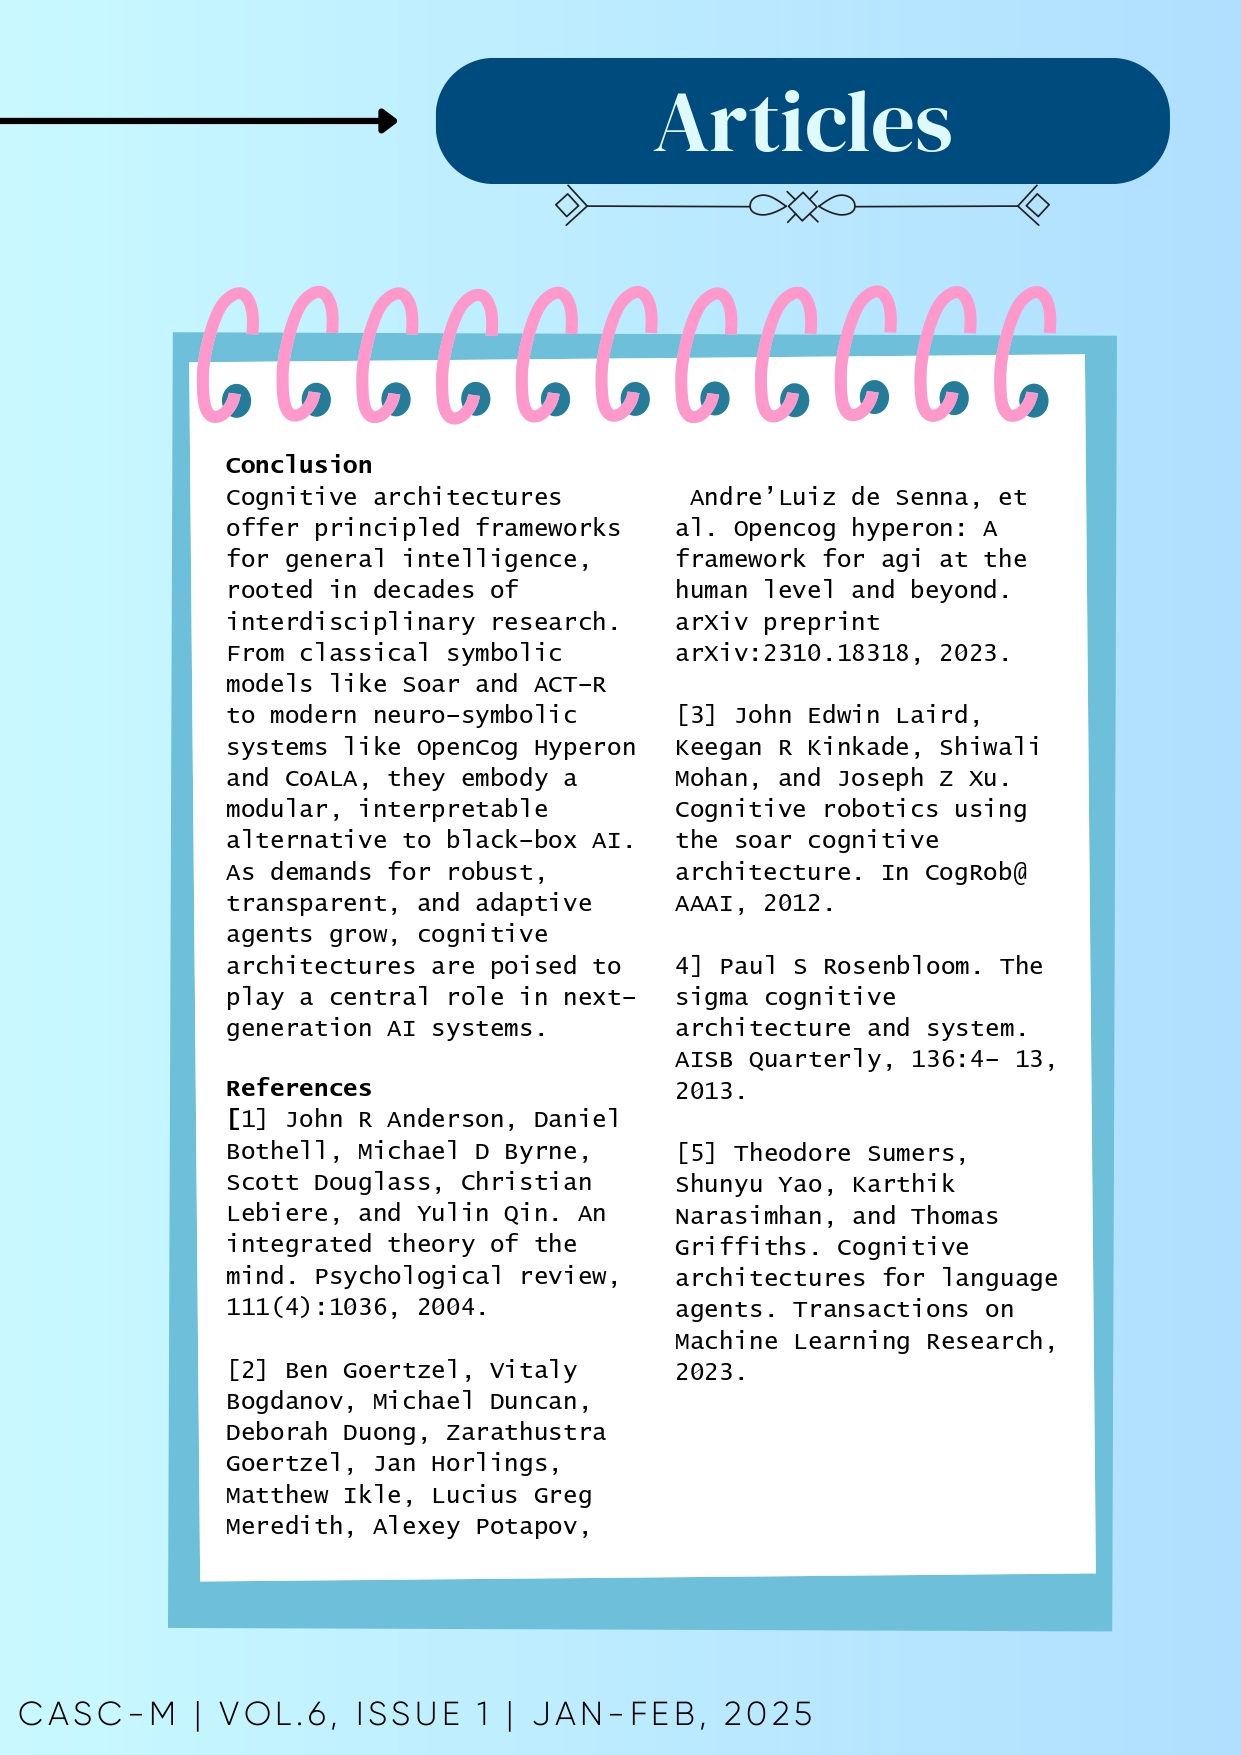 Articles
Conclusion
Cognitive architectures
offer principled frameworks
for general intelligence,
rooted in decades of
interdisciplinary research.
From classical symbolic
models like Soar and ACT-R
to modern neuro-symbolic
systems like OpenCog Hyperon
and CoALA, they embody a
modular, interpretable
alternative to black-box AI.
As demands for robust,
transparent, and adaptive
agents grow, cognitive
architectures are poised to
play a central role in next-
generation AI systems.
References
[1] John R Anderson, Daniel
Bothell, Michael D Byrne,
Scott Douglass, Christian
Lebiere, and Yulin Qin. An
integrated theory of the
mind. Psychological review,
111(4):1036, 2004.
[2] Ben Goertzel, Vitaly
Bogdanov, Michael Duncan,
Deborah Duong, Zarathustra
Goertzel, Jan Horlings,
Matthew Ikle, Lucius Greg
Meredith, Alexey Potapov,
Andre’Luiz de Senna, et
al. Opencog hyperon: A
framework for agi at the
human level and beyond.
arXiv preprint
arXiv:2310.18318, 2023.
[3] John Edwin Laird,
Keegan R Kinkade, Shiwali
Mohan, and Joseph Z Xu.
Cognitive robotics using
the soar cognitive
architecture. In CogRob@
AAAI, 2012.
4] Paul S Rosenbloom. The
sigma cognitive
architecture and system.
AISB Quarterly, 136:4- 13,
2013.
[5] Theodore Sumers,
Shunyu Yao, Karthik
Narasimhan, and Thomas
Griffiths. Cognitive
architectures for language
agents. Transactions on
Machine Learning Research,
2023.
CASC-M | VOL.6, ISSUE 1 | JAN-FEB, 2025